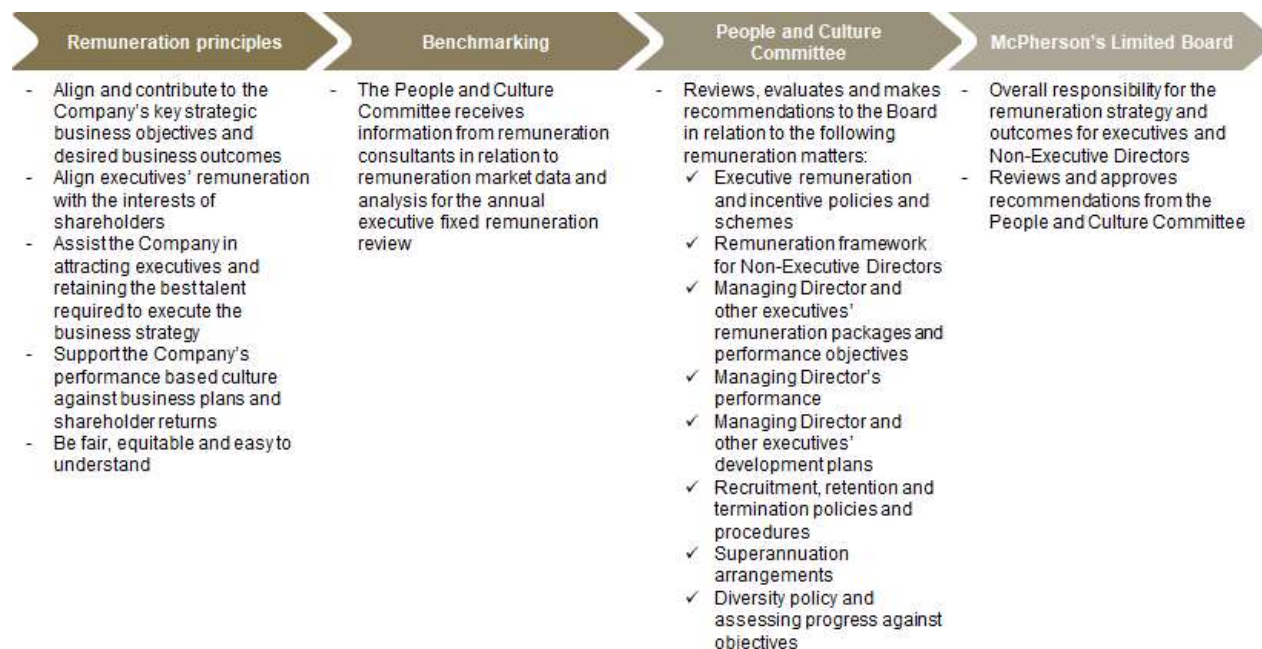 Remuneration principles
Benchmarking
People and Culture
Committee
McPherson's Limited Board
- Align and contribute to the
Company's key strategic
business objectives and
desired business outcomes
- Align executives' remuneration
with the interests of
shareholders
- Assist the Company in
attracting executives and
retaining the best talent
required to execute the
business strategy
- Support the Company's
performance based culture
against business plans and
shareholder returns
- Be fair, equitable and easy to
understand
- The People and Culture
Committee receives
information from remuneration
consultants in relation to
remuneration market data and
analysis for the annual
executive fixed remuneration
review
- Reviews, evaluates and makes
recommendations to the Board
in relation to the following
remuneration matters:
✓ Executive remuneration
and incentive policies and
schemes
✓ Remuneration framework
for Non-Executive Directors
✓ Managing Director and
other executives'
remuneration packages and
performance objectives
✓ Managing Director's
performance
✓ Managing Director and
other executives'
development plans
✓ Recruitment, retention and
termination policies and
procedures
✓ Superannuation
arrangements
✓ Diversity policy and
assessing progress against
objectives
- Overall responsibility for the
remuneration strategy and
outcomes for executives and
Non-Executive Directors
- Reviews and approves
recommendations from the
People and Culture Committee